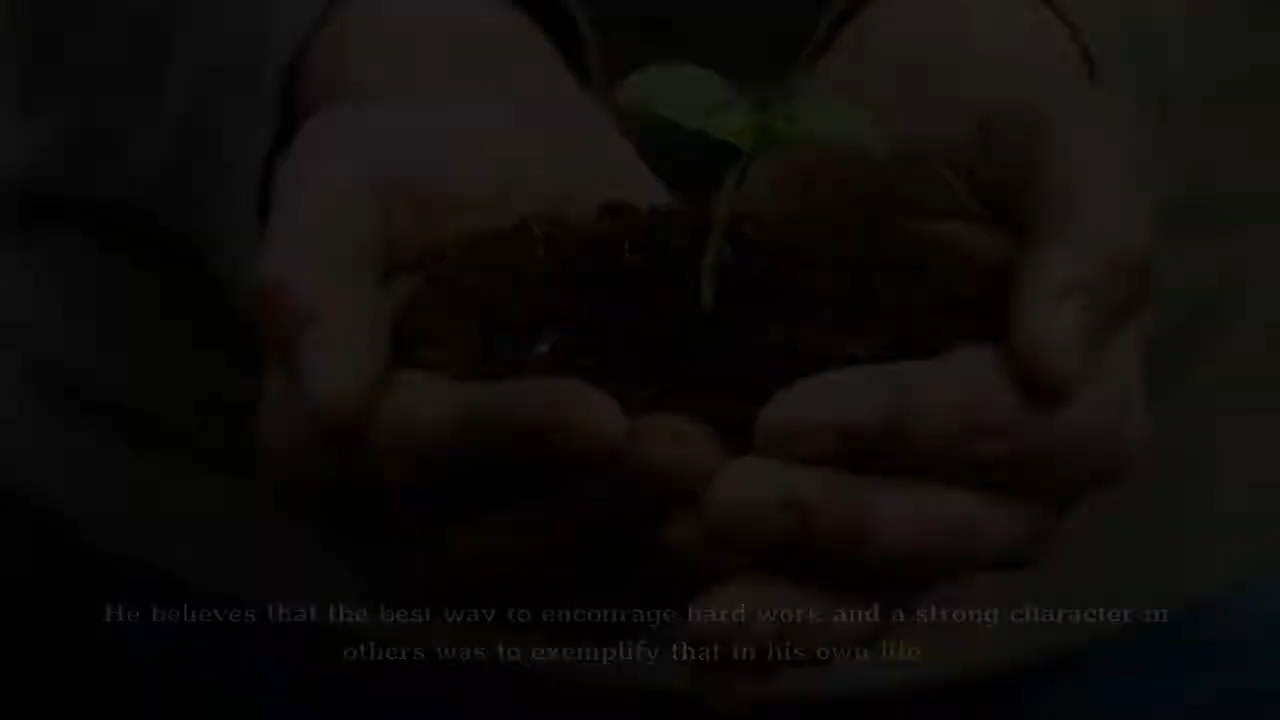 He believes that the best way to encourage hard work and a strong character in
others was to exemplify that in his own life